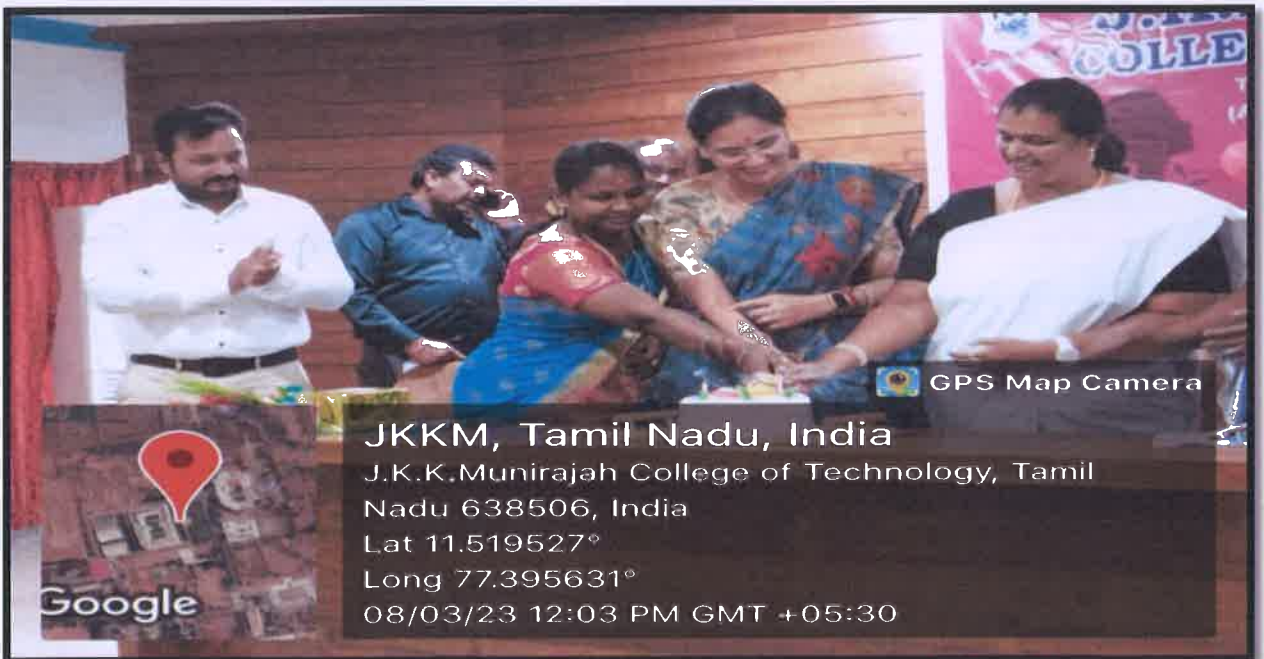 COLLE
GPS Map Camera
JKKM, Tamil Nadu, India
J.K.K.Munirajah College of Technology, Tamil
Nadu 638506, India
Lat 11.519527°
Long 77.395631°
08/03/23 12:03 PM GMT +05:30
Google